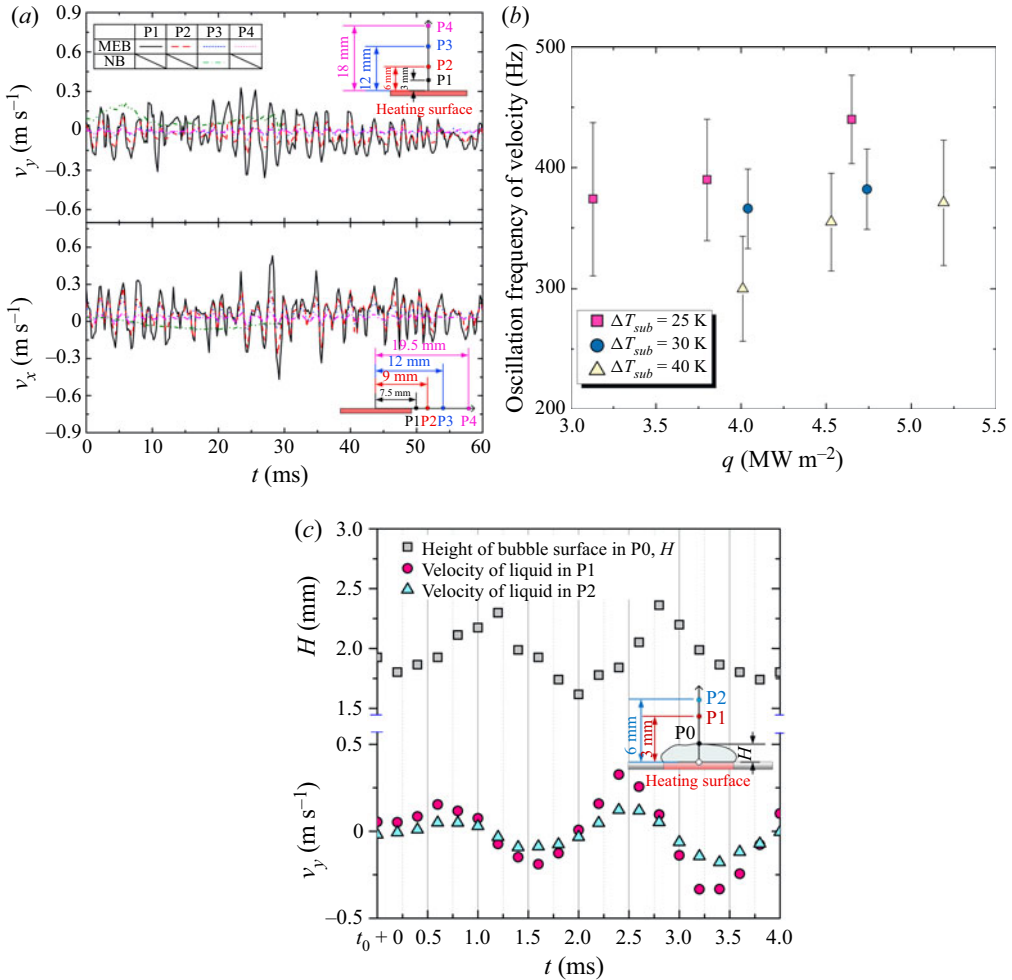 (a)
P1 P2 P3 P4
MEB
NB
0.9
0.6
0.3
0
–0.3
–0.6
v_y (m s⁻¹)
18 mm
12 mm
6 mm
3 mm
P4
P3
P2
P1
Heating surface
0.6
0.3
0
–0.3
–0.6
–0.9
v_x (m s⁻¹)
19.5 mm
12 mm
9 mm
7.5 mm
P1 P2 P3 P4
0 10 20 30 40 50 60
t (ms)
(b)
Oscillation frequency of velocity (Hz)
500
400
300
200
ΔT_sub = 25 K
ΔT_sub = 30 K
ΔT_sub = 40 K
3.0 3.5 4.0 4.5 5.0 5.5
q (MW m⁻²)
(c)
3.0
2.5
2.0
1.5
H (mm)
Height of bubble surface in P0, H
Velocity of liquid in P1
Velocity of liquid in P2
P2
P1
P0
6 mm
3 mm
H
Heating surface
0.5
0
–0.5
v_y (m s⁻¹)
t₀ + 0 0.5 1.0 1.5 2.0 2.5 3.0 3.5 4.0
t (ms)